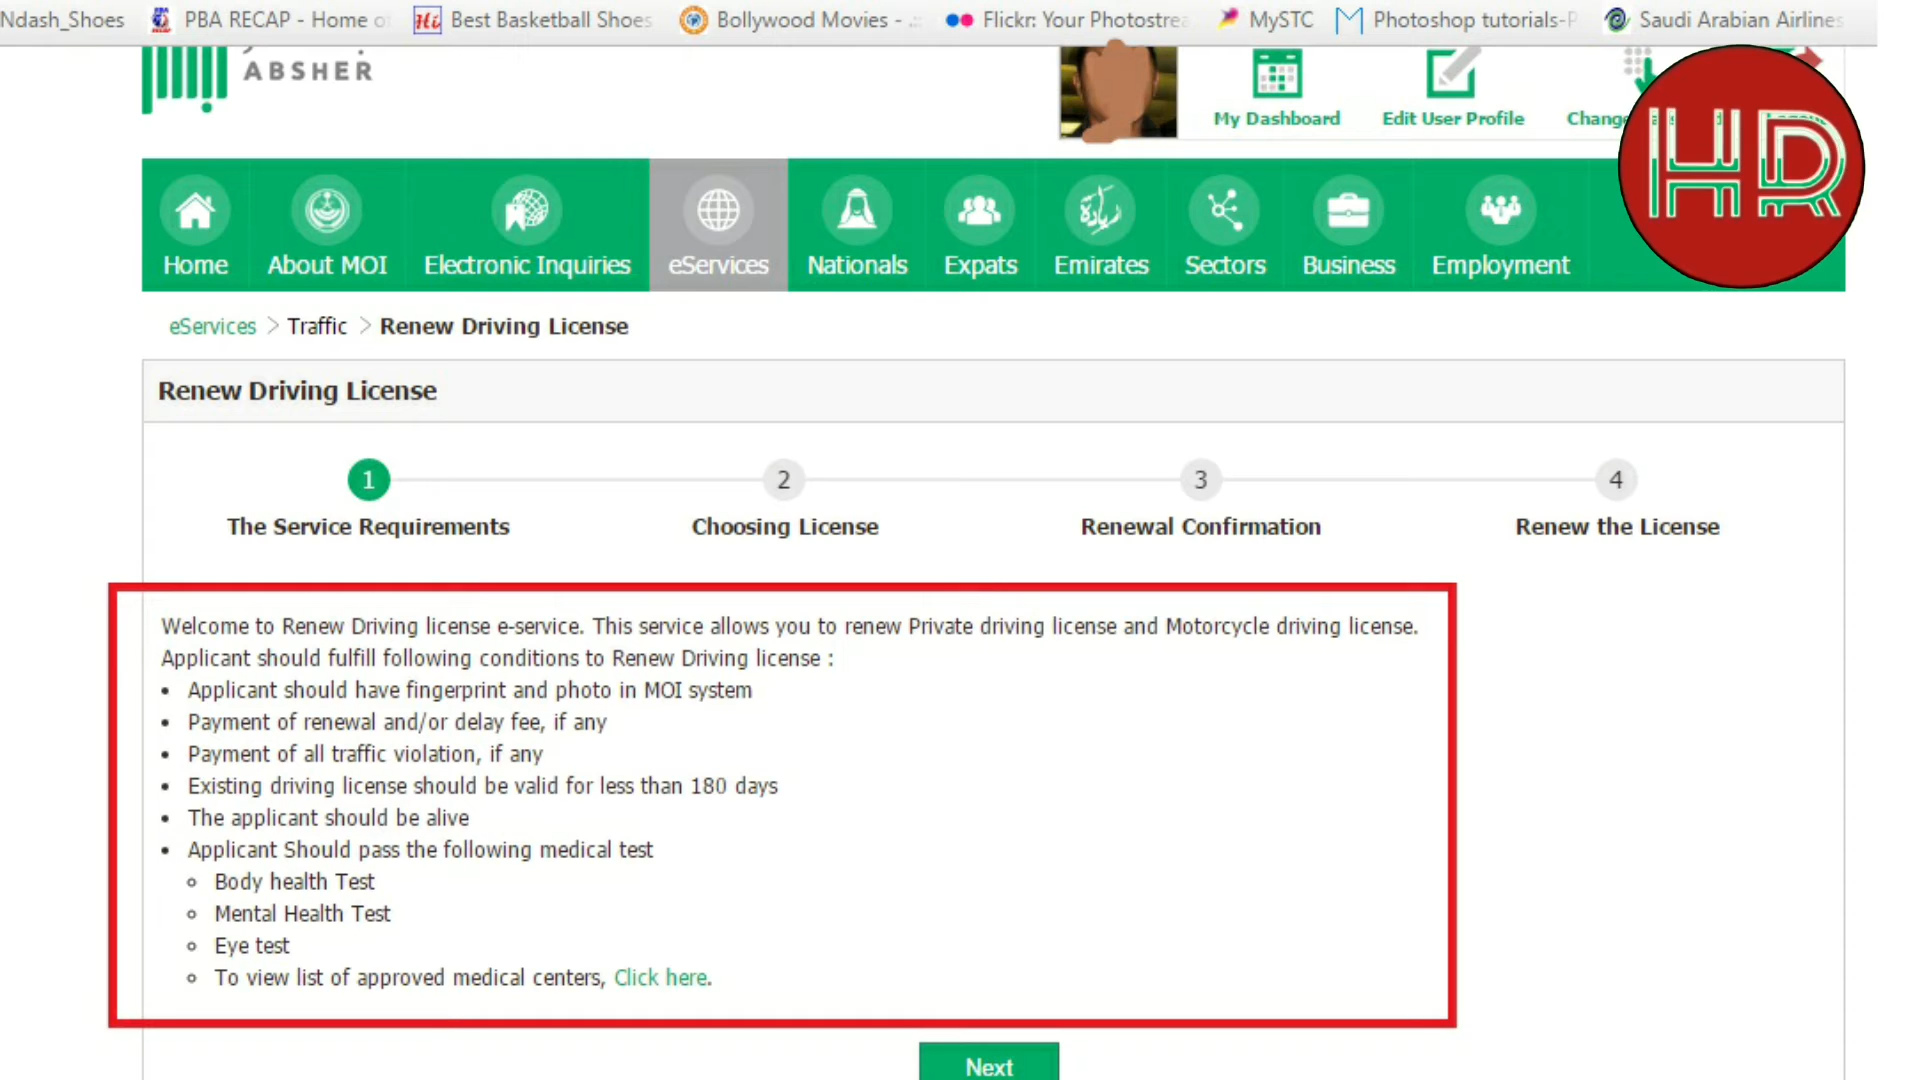 Ndash_Shoes PBA RECAP - Home o Hi Best Basketball Shoes Bollywood Movies - .:: Flickr: Your Photostrea MySTC Photoshop tutorials-P Saudi Arabian Airlines
ABSHER
My Dashboard Edit User Profile Change
HDR
Home About MOI Electronic Inquiries eServices Nationals Expats Emirates Sectors Business Employment
eServices > Traffic > Renew Driving License
Renew Driving License
1 2 3 4
The Service Requirements Choosing License Renewal Confirmation Renew the License
Welcome to Renew Driving license e-service. This service allows you to renew Private driving license and Motorcycle driving license.
Applicant should fulfill following conditions to Renew Driving license :
• Applicant should have fingerprint and photo in MOI system
• Payment of renewal and/or delay fee, if any
• Payment of all traffic violation, if any
• Existing driving license should be valid for less than 180 days
• The applicant should be alive
• Applicant Should pass the following medical test
◦ Body health Test
◦ Mental Health Test
◦ Eye test
◦ To view list of approved medical centers, Click here.
Next